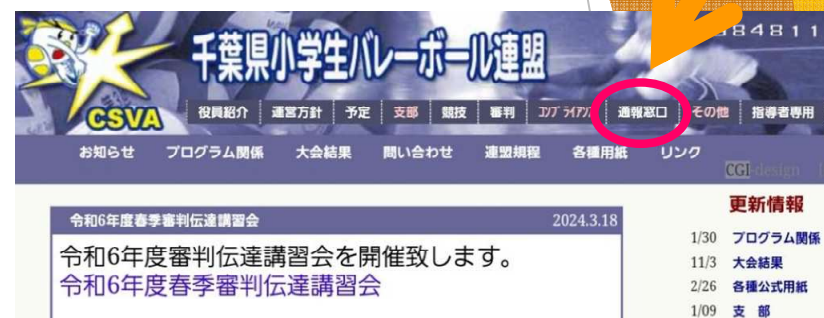 千葉県小学生バレーボール連盟
84811
CSVA
役員紹介 運営方針 予定 支部 競技 審判 コンプライアンス 通報窓口 その他 指導者専用
お知らせ プログラム関係 大会結果 問い合わせ 連盟規程 各種用紙 リンク
CGI-design
更新情報
令和6年度春季審判伝達講習会 2024.3.18
1/30 プログラム関係
令和6年度審判伝達講習会を開催致します。
11/3 大会結果
令和6年度春季審判伝達講習会
2/26 各種公式用紙
1/09 支 部